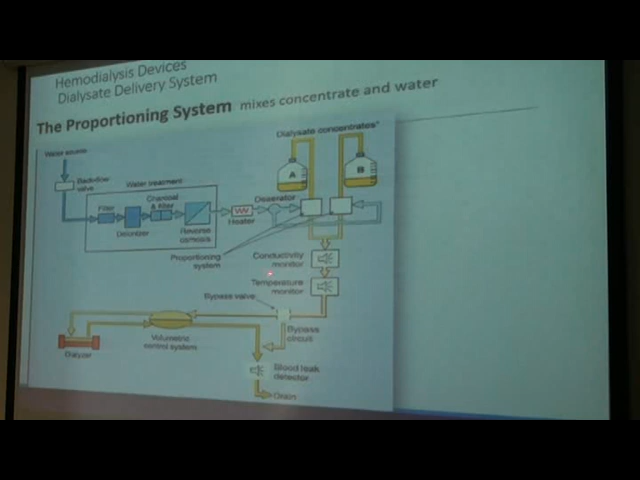 Hemodialysis Devices
Dialysate Delivery System
The Proportioning System mixes concentrate and water
Water source
Dialysate concentrates*
Back-flow
valve
Water treatment
A
B
Filter
Charcoal
& filter
Deionizer
Reverse
osmosis
Deaerator
Heater
Proportioning
system
Conductivity
monitor
Temperature
monitor
Bypass valve
Bypass
circuit
Volumetric
control system
Dialyzer
Blood leak
detector
Drain